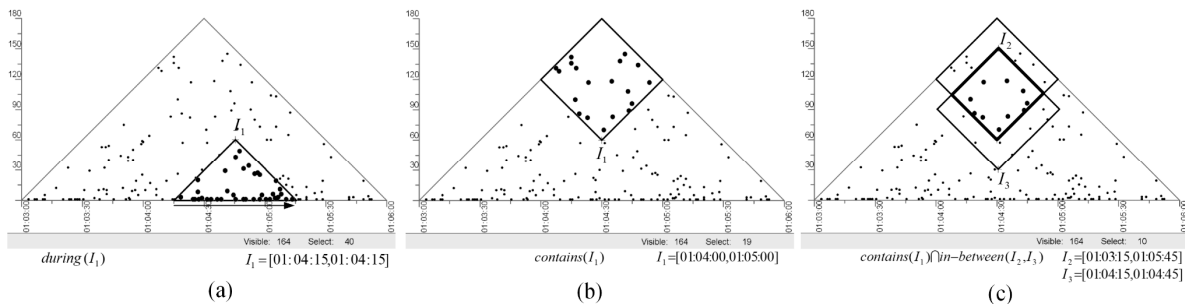 180
150
120
90
60
30
0
I₁
01:03:00
01:03:30
01:04:00
01:04:30
01:05:00
01:05:30
01:06:00
Visible: 164 Select: 40
during(I₁)
I₁=[01:04:15,01:04:15]
(a)
180
150
120
90
60
30
0
I₁
01:03:00
01:03:30
01:04:00
01:04:30
01:05:00
01:05:30
01:06:00
Visible: 164 Select: 19
contains(I₁)
I₁=[01:04:00,01:05:00]
(b)
180
150
120
90
60
30
0
I₂
I₃
01:03:00
01:03:30
01:04:00
01:04:30
01:05:00
01:05:30
01:06:00
Visible: 164 Select: 10
contains(I₁)⋂in−between(I₂,I₃)
I₂=[01:03:15,01:05:45]
I₃=[01:04:15,01:04:45]
(c)